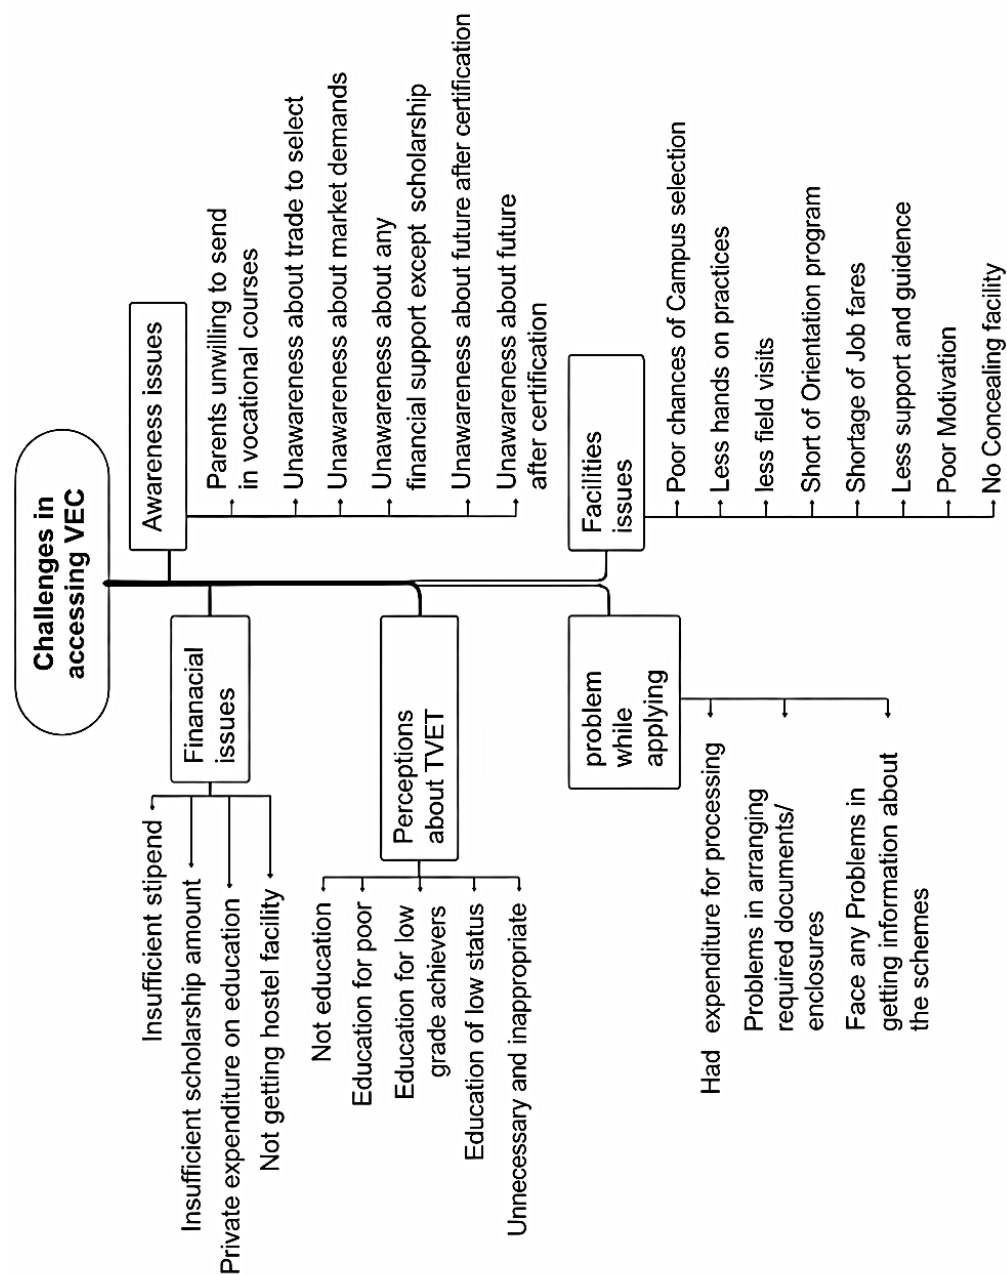 Challenges in
accessing VEC
Awareness issues
Parents unwilling to send
in vocational courses
Unawareness about trade to select
Unawareness about market demands
Unawareness about any
financial support except scholarship
Unawareness about future after certification
Unawareness about future
after certification
Finanacial
issues
Insufficient stipend
Insufficient scholarship amount
Private expenditure on education
Not getting hostel facility
Perceptions
about TVET
Not education
Education for poor
Education for low
grade achievers
Education of low status
Unnecessary and inappropriate
Facilities
issues
Poor chances of Campus selection
Less hands on practices
less field visits
Short of Orientation program
Shortage of Job fares
Less support and guidence
Poor Motivation
No Concealing facility
problem
while
applying
Had expenditure for processing
Problems in arranging
required documents/
enclosures
Face any Problems in
getting information about
the schemes